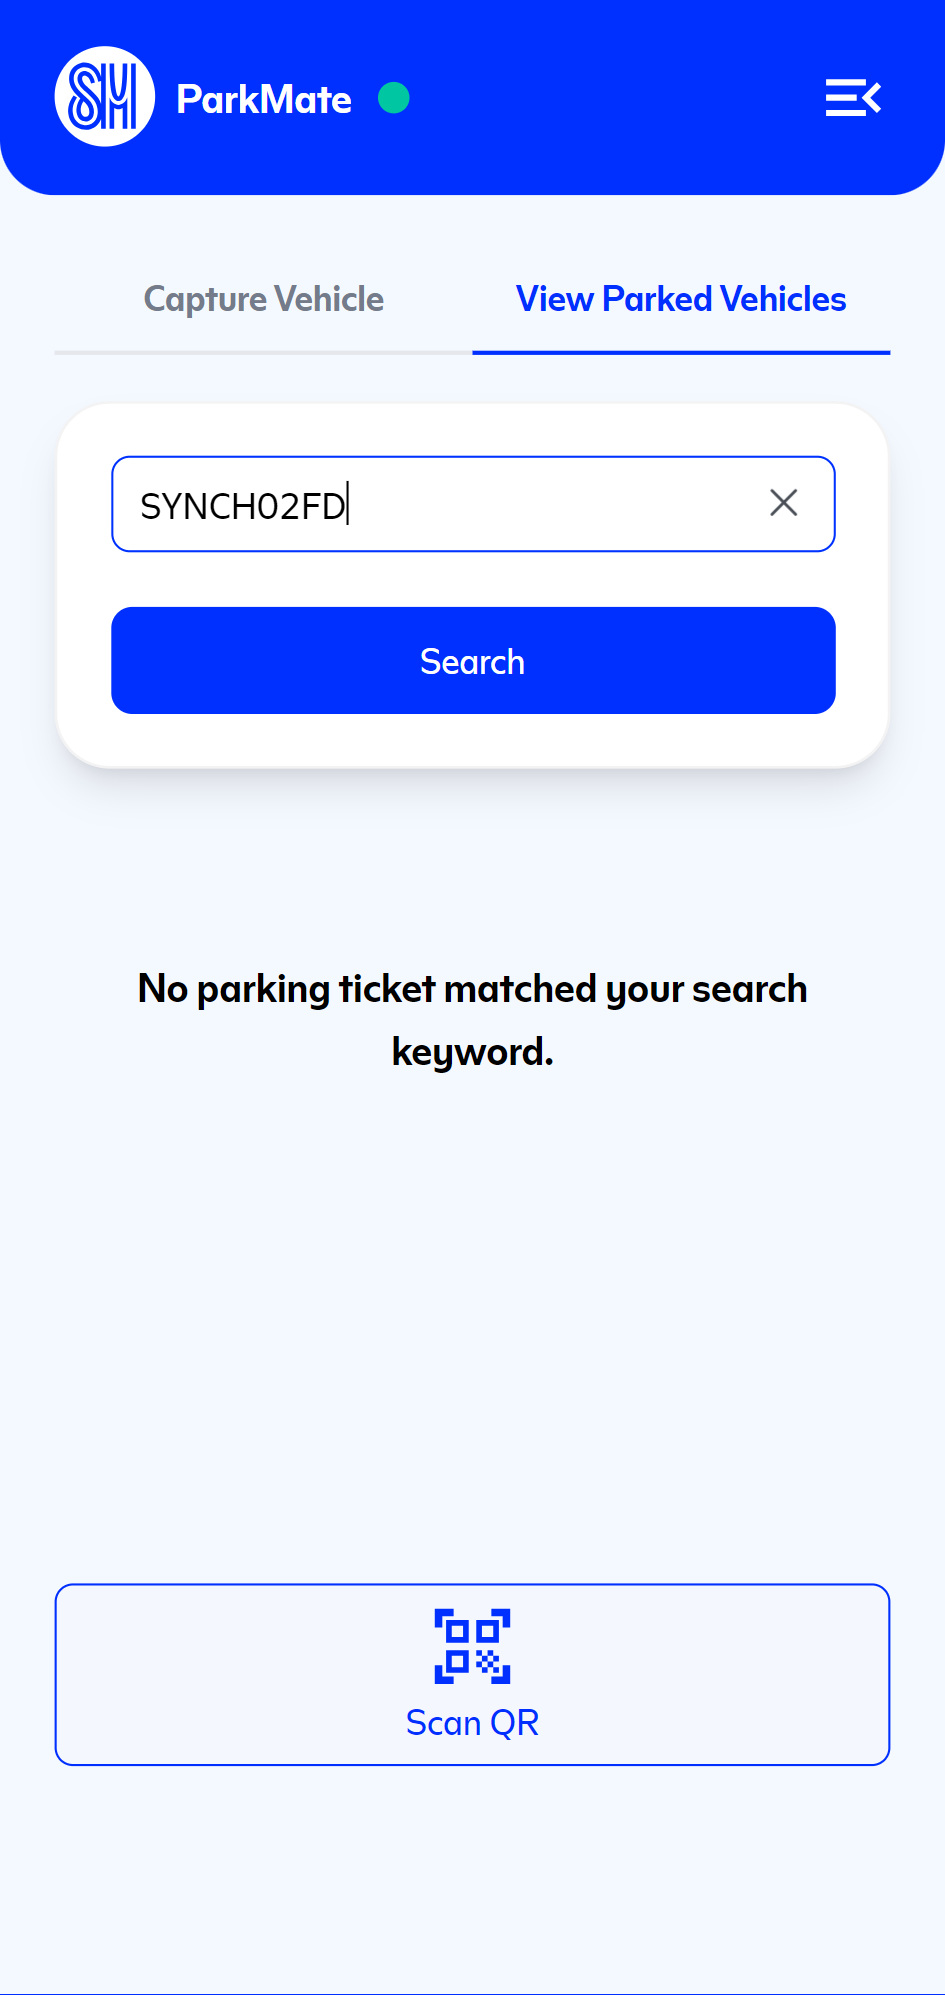 SM
ParkMate
Capture Vehicle
View Parked Vehicles
SYNCH02FD
Search
No parking ticket matched your search
keyword.
Scan QR